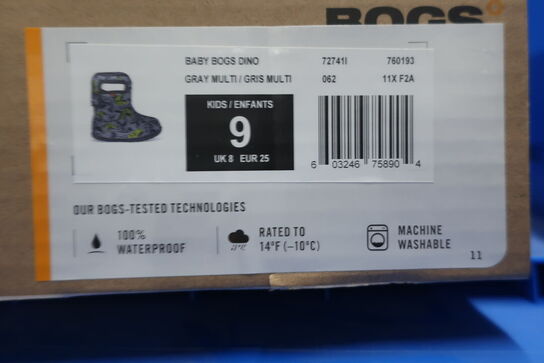 BOGS
BABY BOGS DINO 72741I 760193
GRAY MULTI / GRIS MULTI 062 11X F2A
KIDS / ENFANTS
9
UK 8 EUR 25
6 03246 75890 4
OUR BOGS-TESTED TECHNOLOGIES
100%
WATERPROOF
RATED TO
14°F (–10°C)
MACHINE
WASHABLE
11